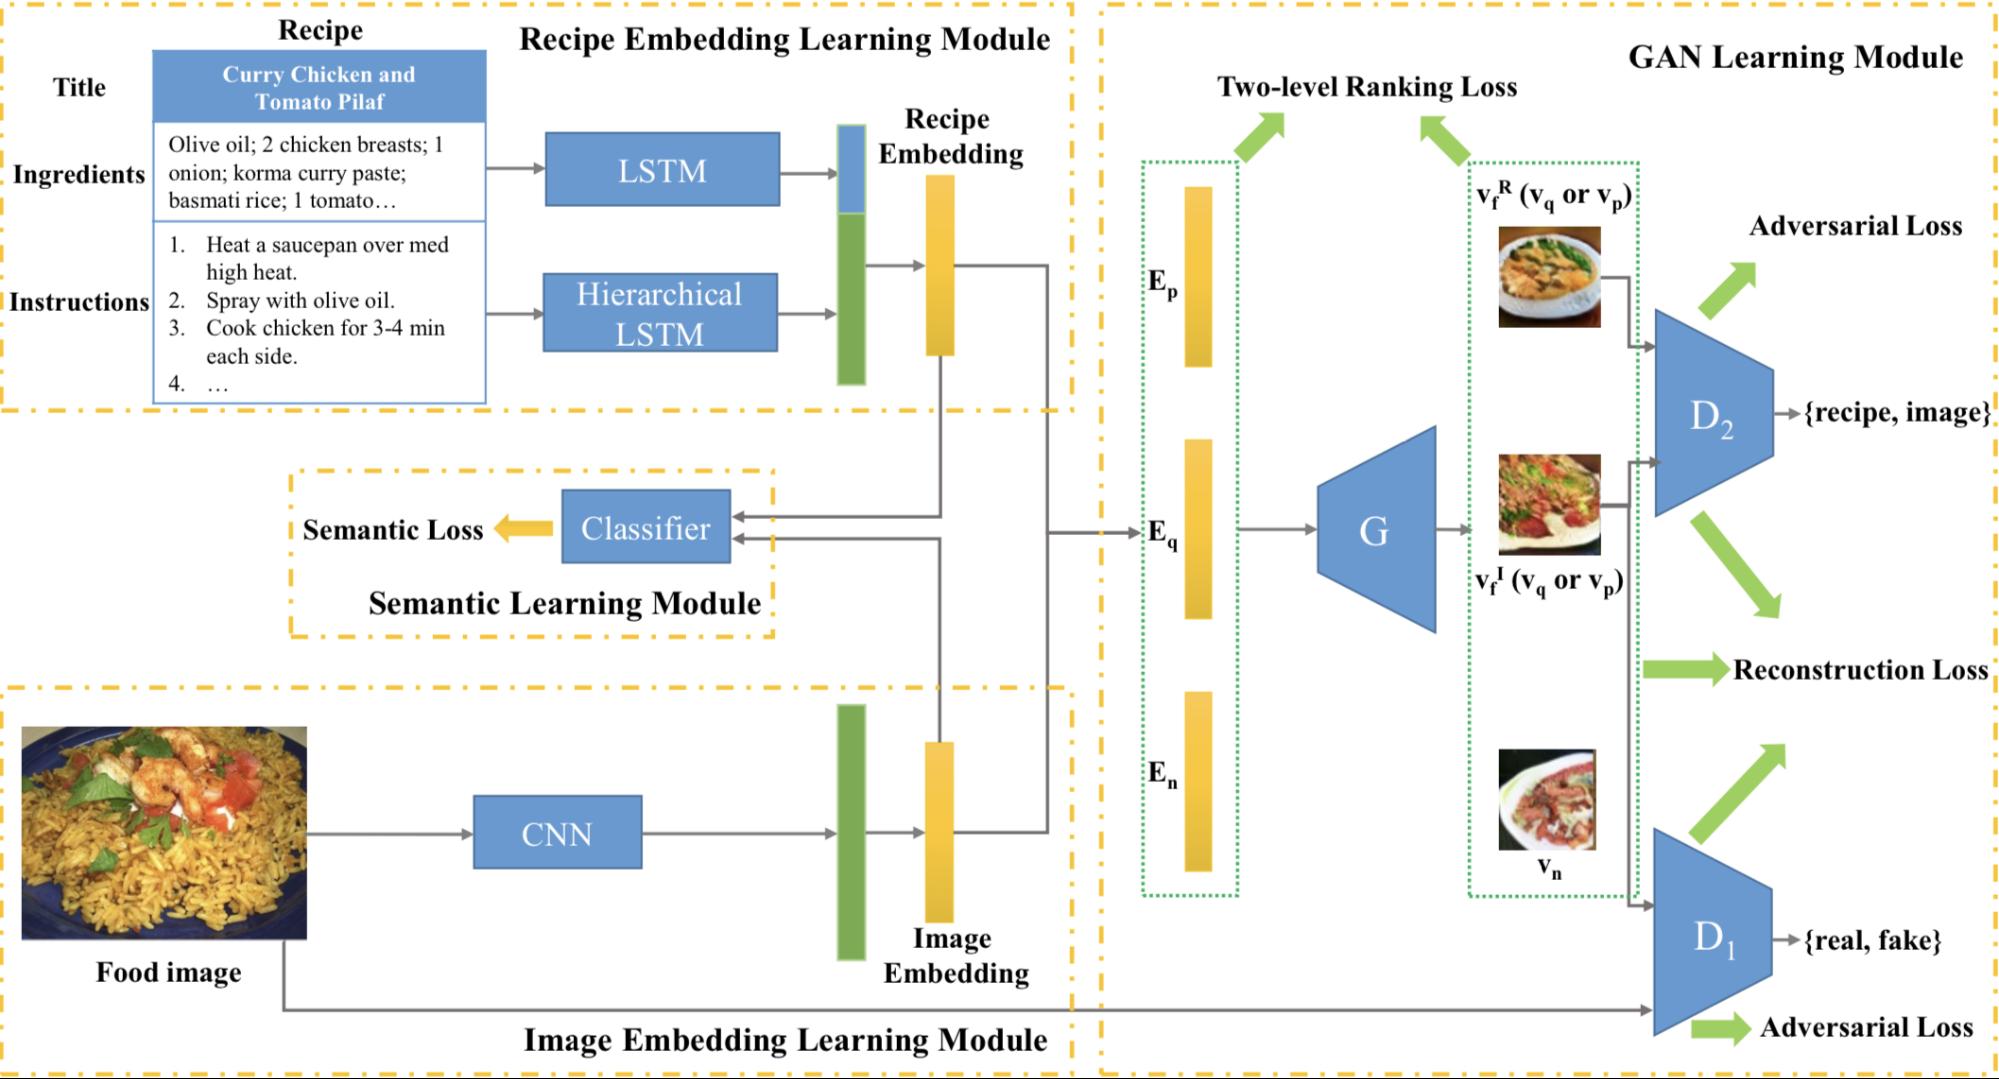 Recipe
Recipe Embedding Learning Module
Title
Curry Chicken and
Tomato Pilaf
Ingredients
Olive oil; 2 chicken breasts; 1
onion; korma curry paste;
basmati rice; 1 tomato…
Instructions
1. Heat a saucepan over med
high heat.
2. Spray with olive oil.
3. Cook chicken for 3-4 min
each side.
4. …
LSTM
Hierarchical
LSTM
Recipe
Embedding
Semantic Loss
Classifier
Semantic Learning Module
Food image
CNN
Image
Embedding
Image Embedding Learning Module
GAN Learning Module
Two-level Ranking Loss
E_p
E_q
E_n
G
v_f^R (v_q or v_p)
v_f^I (v_q or v_p)
v_n
Adversarial Loss
D_2
{recipe, image}
Reconstruction Loss
D_1
{real, fake}
Adversarial Loss